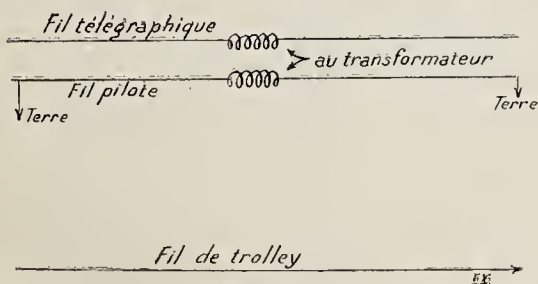 Fil télégraphique
au transformateur
Fil pilote
Terre
Terre
Fil de trolley